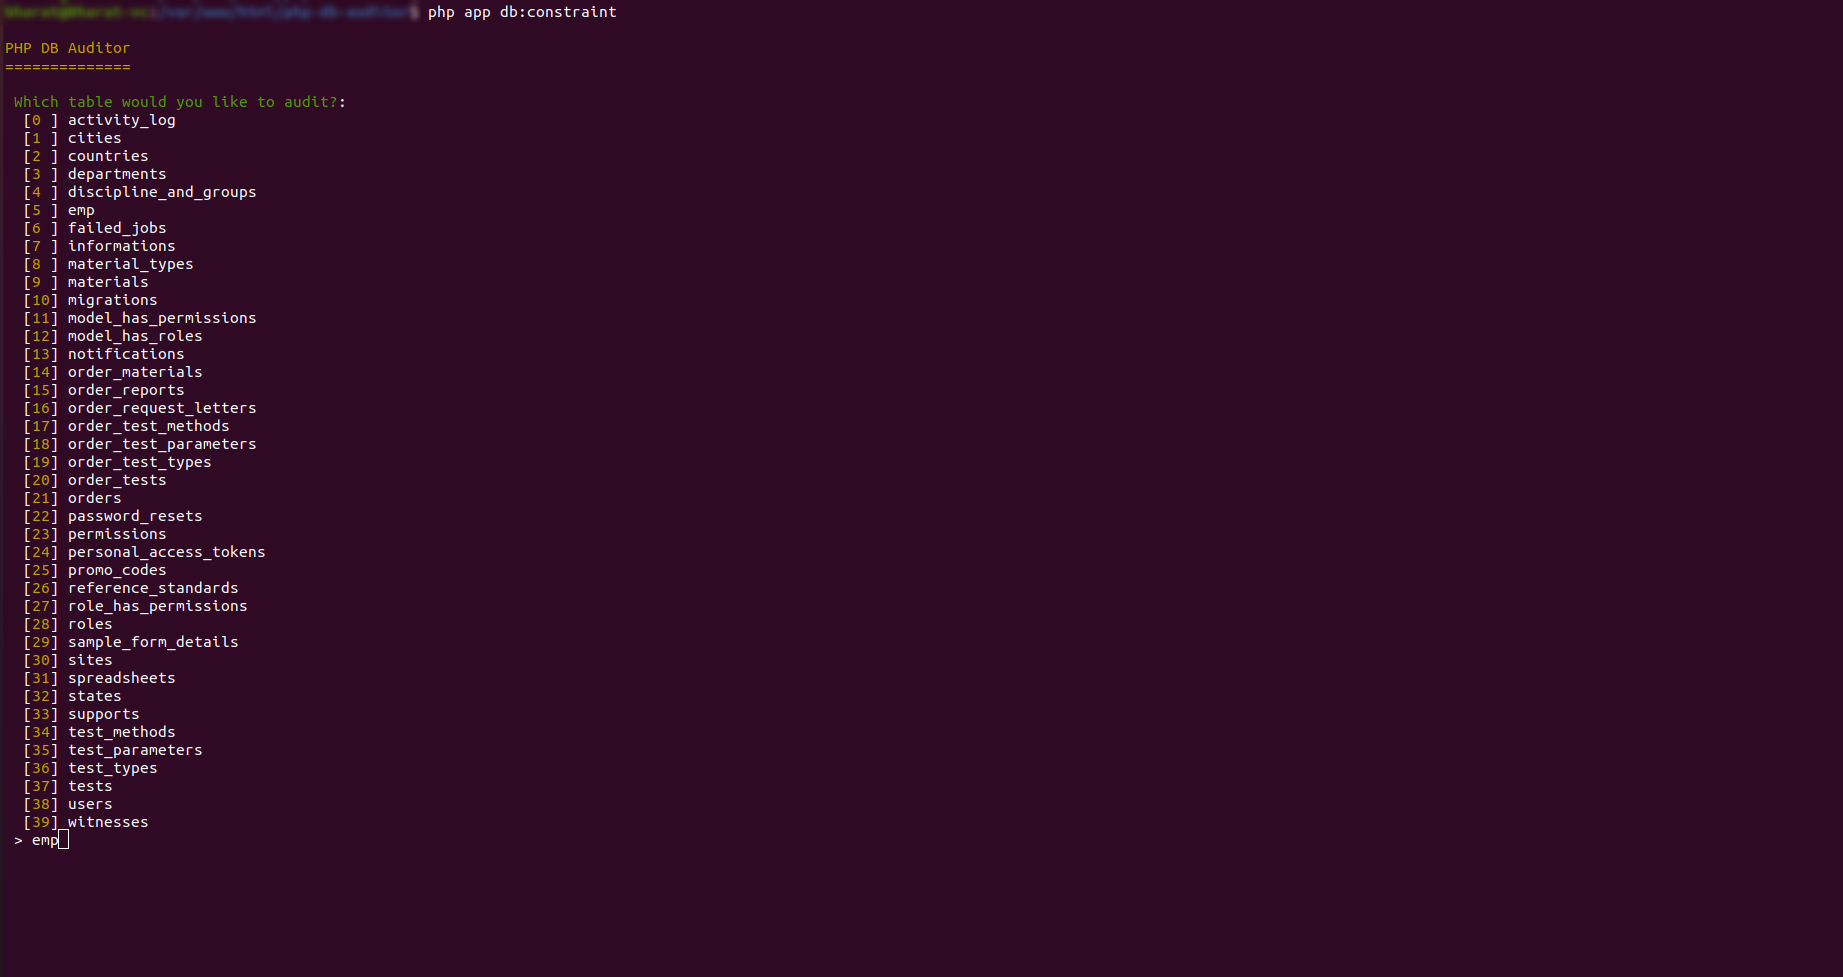 php app db:constraint
PHP DB Auditor
==============
Which table would you like to audit?:
[0 ] activity_log
[1 ] cities
[2 ] countries
[3 ] departments
[4 ] discipline_and_groups
[5 ] emp
[6 ] failed_jobs
[7 ] informations
[8 ] material_types
[9 ] materials
[10] migrations
[11] model_has_permissions
[12] model_has_roles
[13] notifications
[14] order_materials
[15] order_reports
[16] order_request_letters
[17] order_test_methods
[18] order_test_parameters
[19] order_test_types
[20] order_tests
[21] orders
[22] password_resets
[23] permissions
[24] personal_access_tokens
[25] promo_codes
[26] reference_standards
[27] role_has_permissions
[28] roles
[29] sample_form_details
[30] sites
[31] spreadsheets
[32] states
[33] supports
[34] test_methods
[35] test_parameters
[36] test_types
[37] tests
[38] users
[39] witnesses
> emp